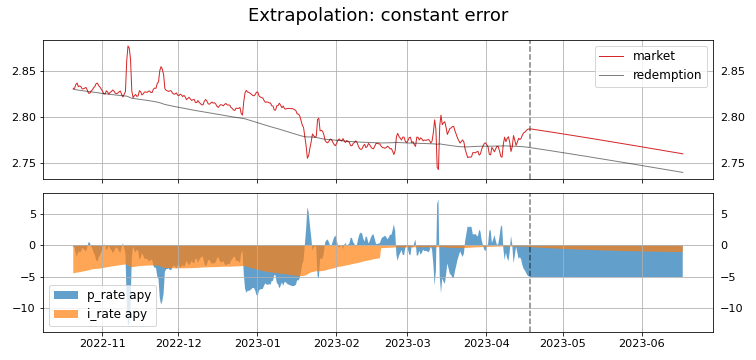 Extrapolation: constant error
market
redemption
2.85
2.80
2.75
2.85
2.80
2.75
p_rate apy
i_rate apy
5
0
−5
−10
5
0
−5
−10
2022-11 2022-12 2023-01 2023-02 2023-03 2023-04 2023-05 2023-06